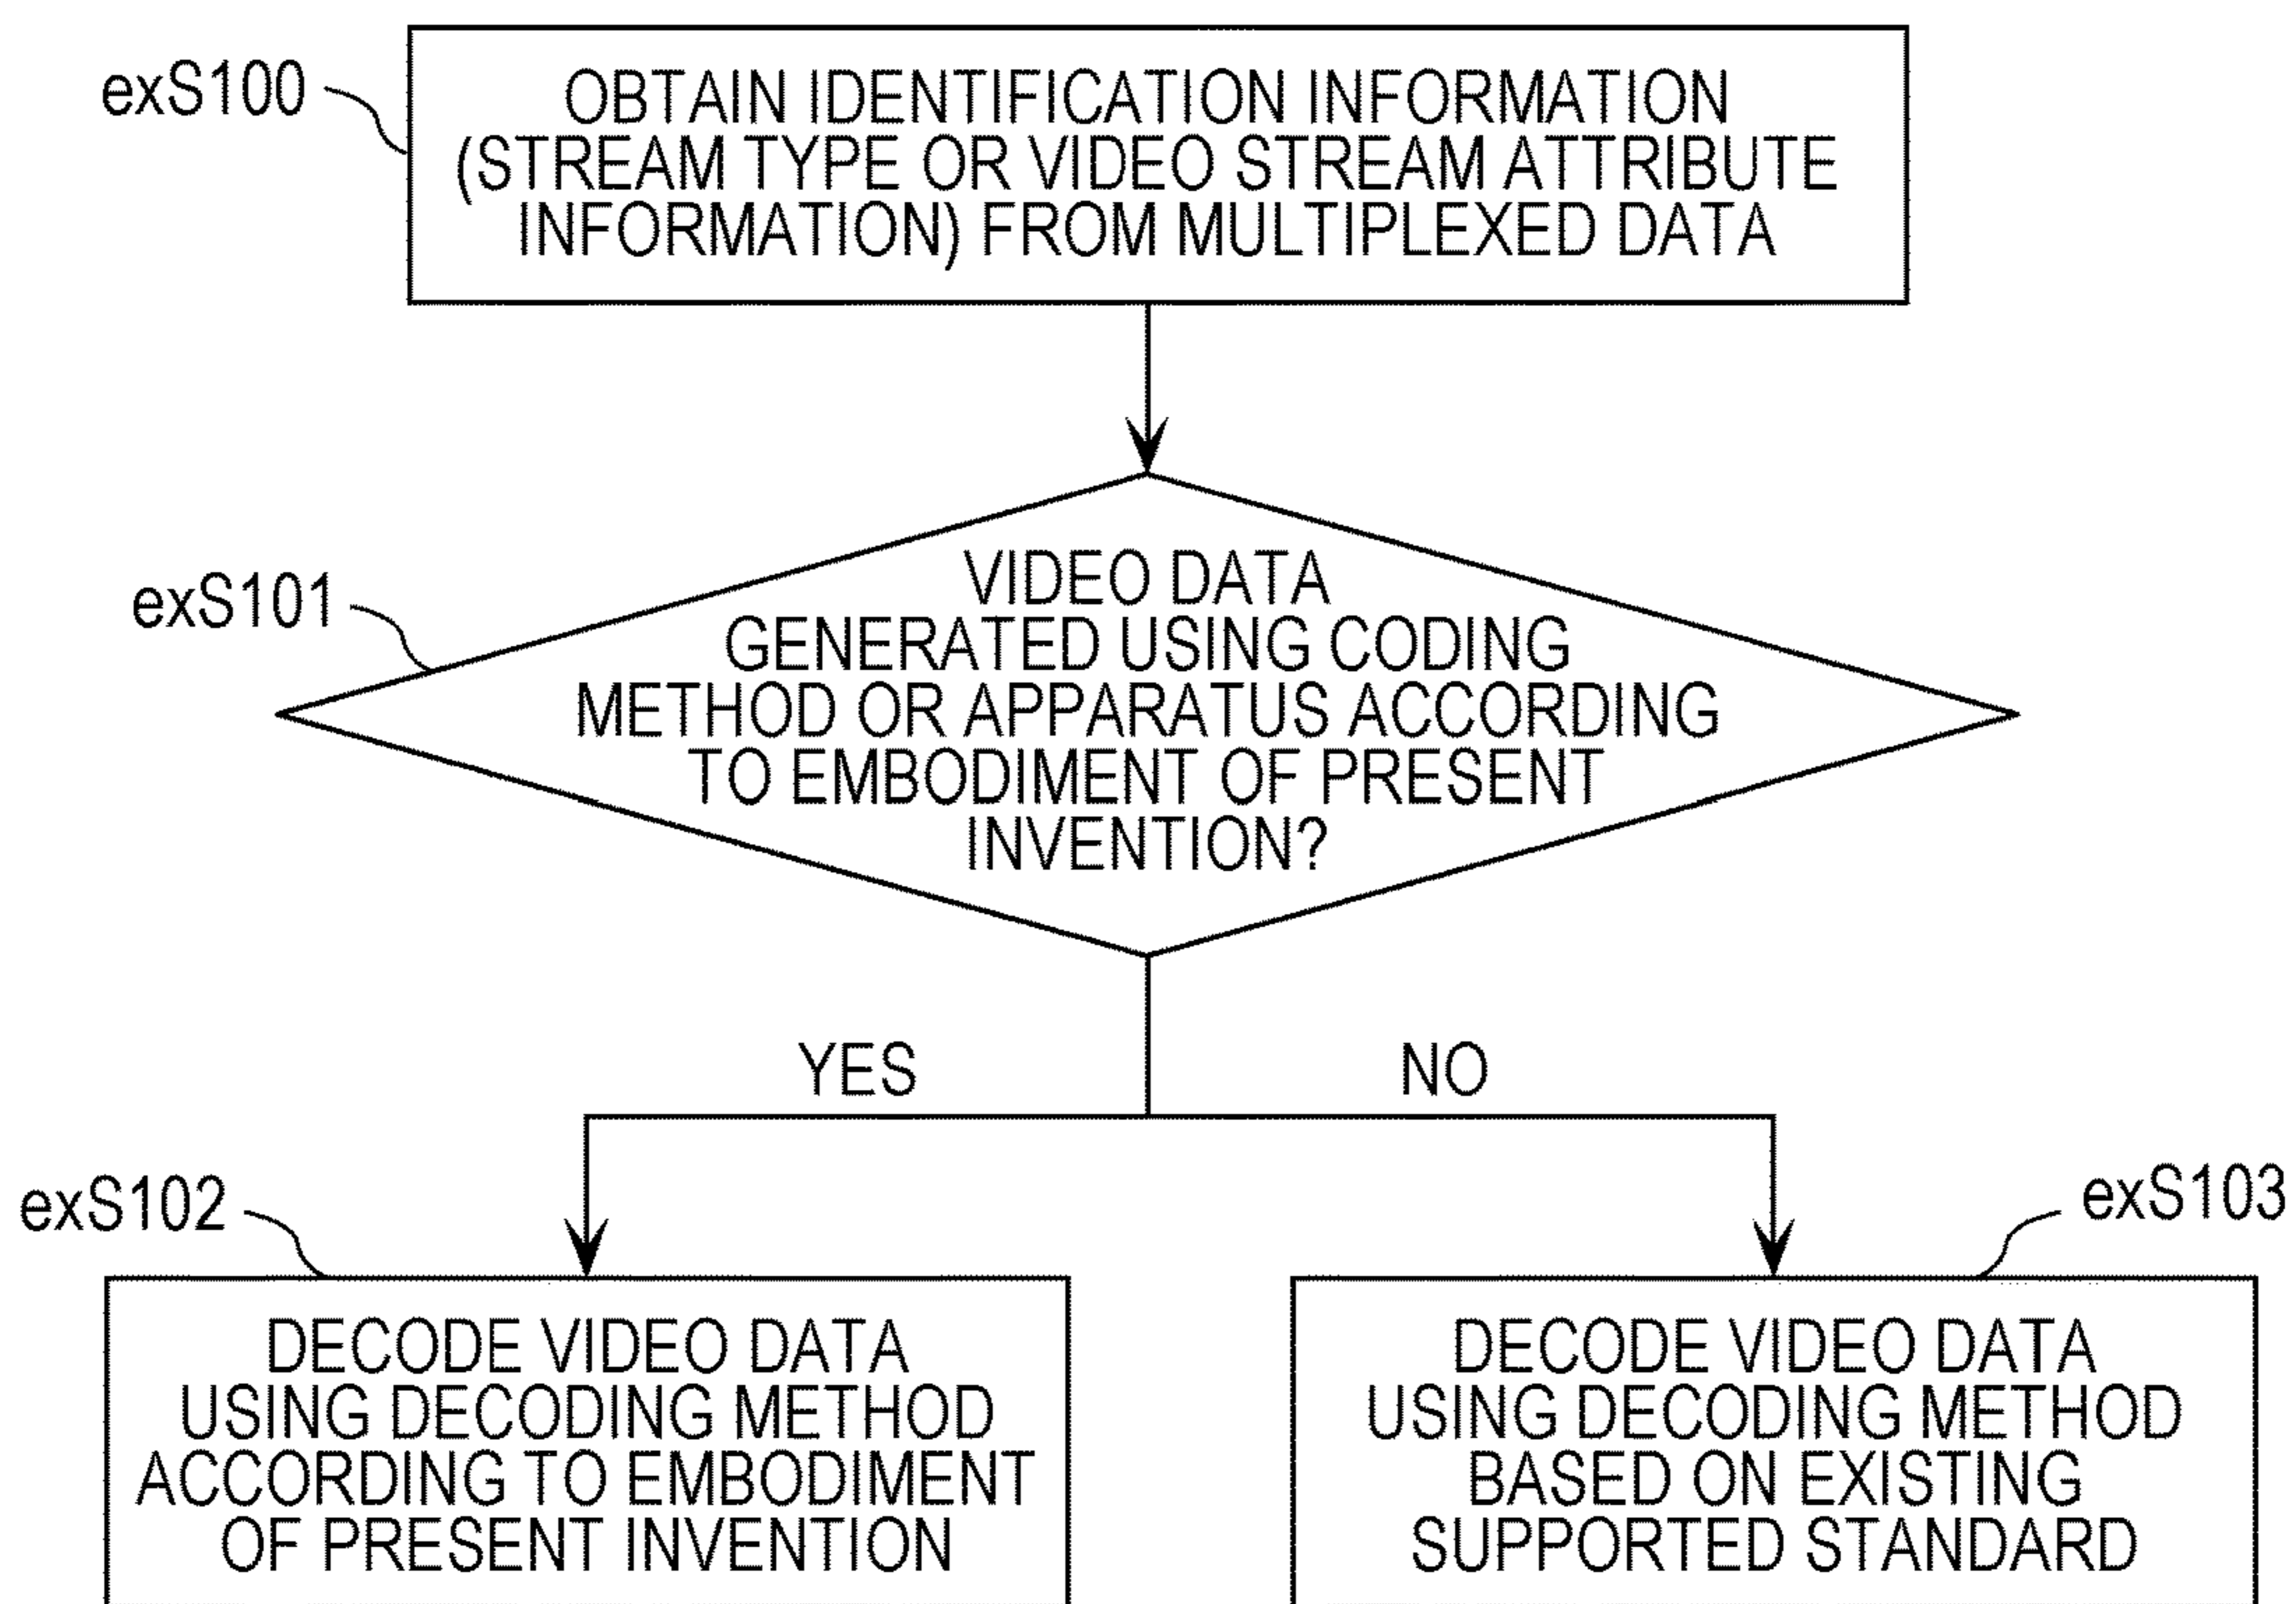 exS100
OBTAIN IDENTIFICATION INFORMATION
(STREAM TYPE OR VIDEO STREAM ATTRIBUTE
INFORMATION) FROM MULTIPLEXED DATA
exS101
VIDEO DATA
GENERATED USING CODING
METHOD OR APPARATUS ACCORDING
TO EMBODIMENT OF PRESENT
INVENTION?
YES
NO
exS102
DECODE VIDEO DATA
USING DECODING METHOD
ACCORDING TO EMBODIMENT
OF PRESENT INVENTION
exS103
DECODE VIDEO DATA
USING DECODING METHOD
BASED ON EXISTING
SUPPORTED STANDARD